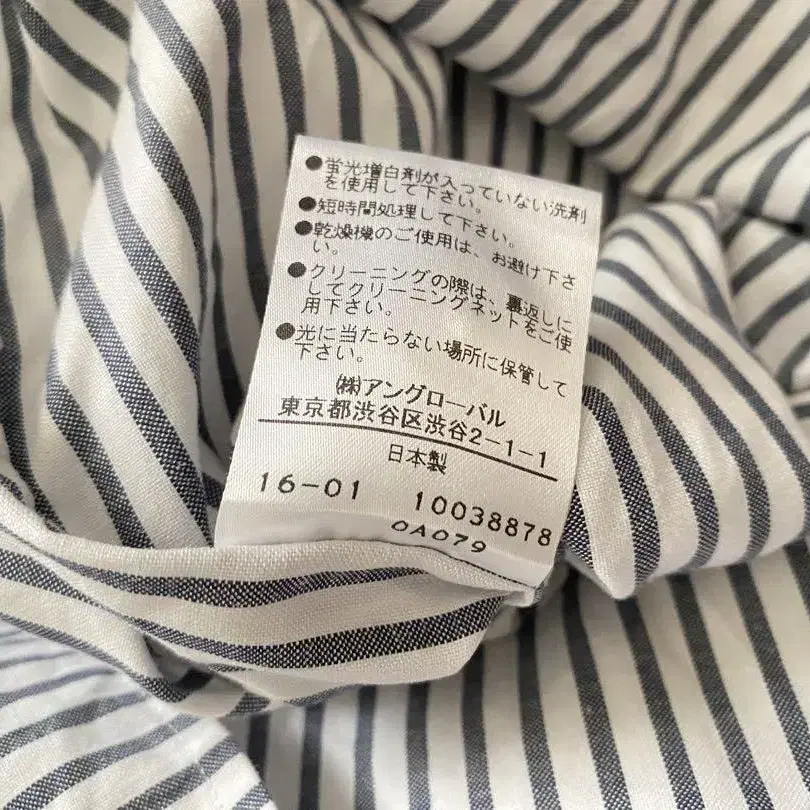 ●蛍光増白剤が入っていない洗剤
を使用して下さい。
●短時間処理して下さい。
●乾燥機のご使用は、お避け下さ
い。
●クリーニングの際は、裏返しに
してクリーニングネットをご使
用下さい。
●光に当たらない場所に保管して
下さい。
㈱アングローバル
東京都渋谷区渋谷2-1-1
日本製
16-01 10038878
0A079